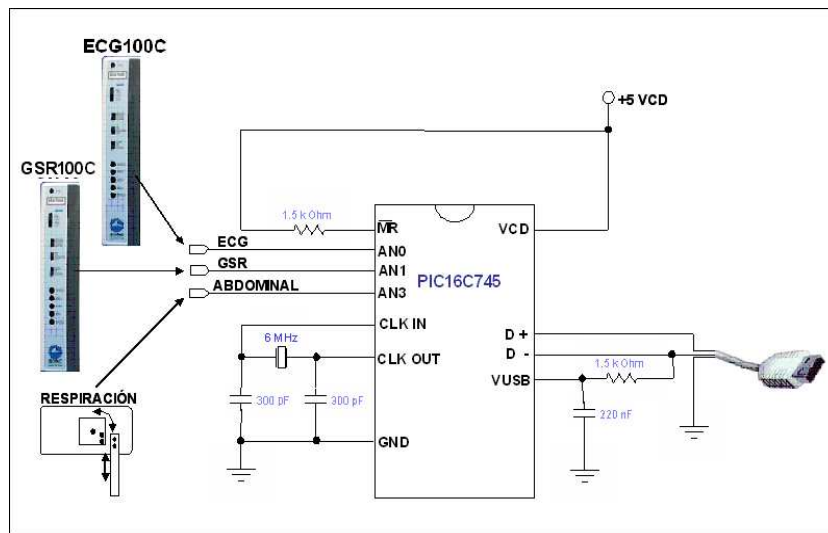 ECG100C
+5 VCD
GSR100C
1.5 k Ohm
MR
VCD
ECG
AN0
GSR
AN1
PIC16C745
ABDOMINAL
AN3
CLK IN
6 MHz
D +
CLK OUT
D -
1.5 k Ohm
VUSB
RESPIRACIÓN
300 pF
300 pF
220 nF
GND